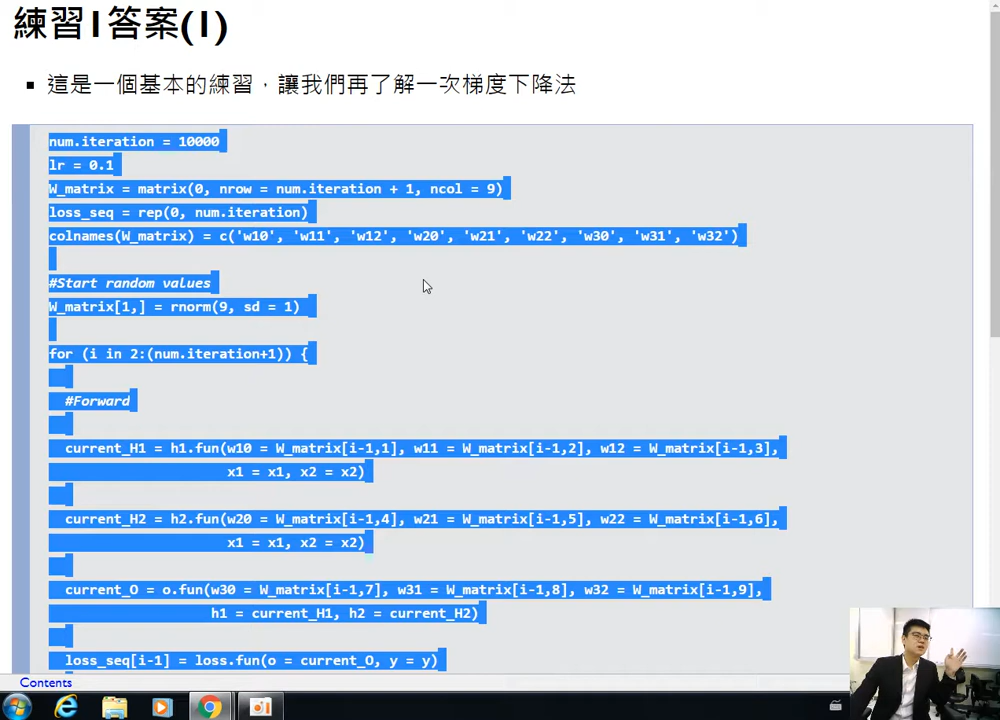 練習1答案(1)
▪ 這是一個基本的練習，讓我們再了解一次梯度下降法
num.iteration = 10000
lr = 0.1
W_matrix = matrix(0, nrow = num.iteration + 1, ncol = 9)
loss_seq = rep(0, num.iteration)
colnames(W_matrix) = c('w10', 'w11', 'w12', 'w20', 'w21', 'w22', 'w30', 'w31', 'w32')
#Start random values
W_matrix[1,] = rnorm(9, sd = 1)
for (i in 2:(num.iteration+1)) {
#Forward
current_H1 = h1.fun(w10 = W_matrix[i-1,1], w11 = W_matrix[i-1,2], w12 = W_matrix[i-1,3],
x1 = x1, x2 = x2)
current_H2 = h2.fun(w20 = W_matrix[i-1,4], w21 = W_matrix[i-1,5], w22 = W_matrix[i-1,6],
x1 = x1, x2 = x2)
current_O = o.fun(w30 = W_matrix[i-1,7], w31 = W_matrix[i-1,8], w32 = W_matrix[i-1,9],
h1 = current_H1, h2 = current_H2)
loss_seq[i-1] = loss.fun(o = current_O, y = y)
Contents